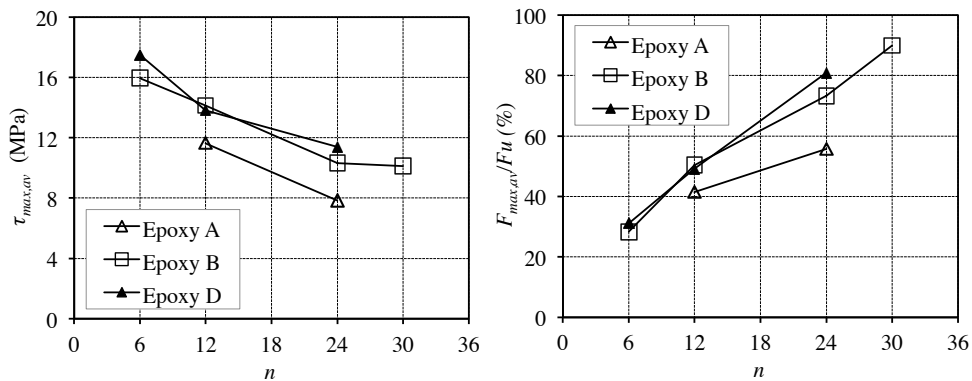 20
16
12
8
4
0
τmax,av (MPa)
Epoxy A
Epoxy B
Epoxy D
0 6 12 18 24 30 36
n
100
80
60
40
20
0
Fmax,av/Fu (%)
Epoxy A
Epoxy B
Epoxy D
0 6 12 18 24 30 36
n